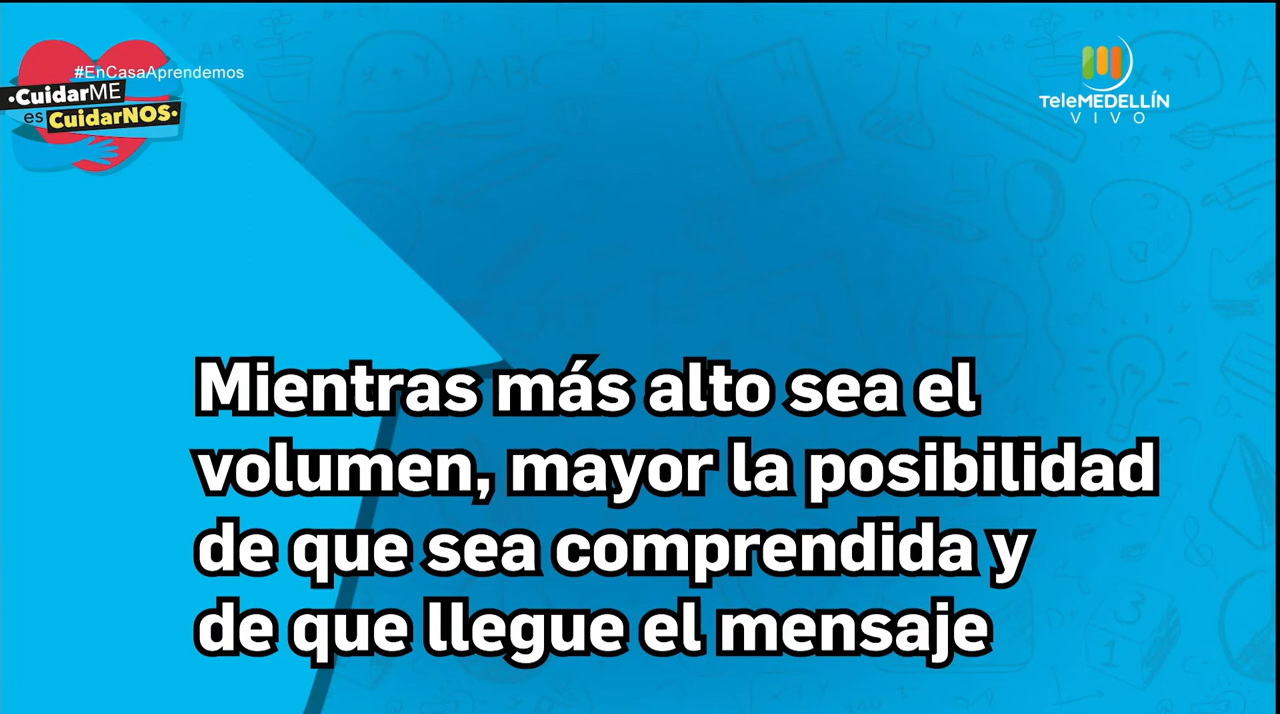 #EnCasaAprendemos
•CuidarME
es CuidarNOS•
TeleMEDELLÍN
VIVO
Mientras más alto sea el
volumen, mayor la posibilidad
de que sea comprendida y
de que llegue el mensaje